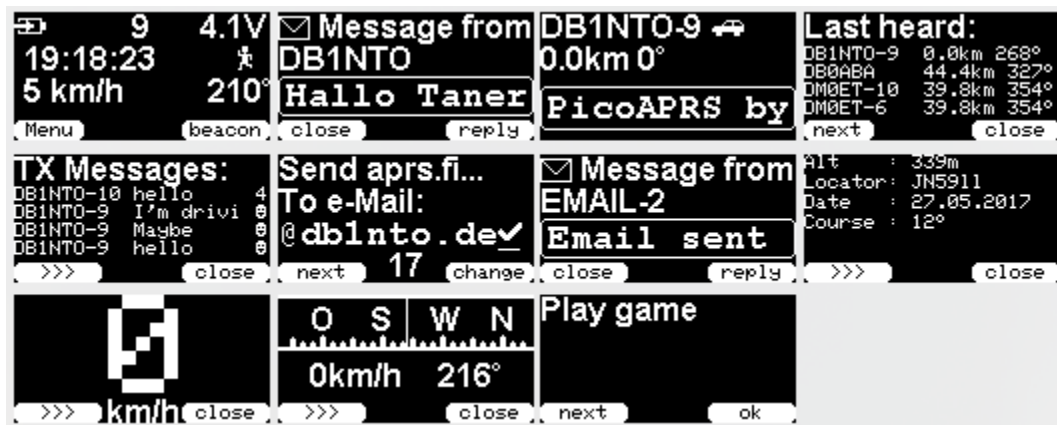 9 4.1V
19:18:23
5 km/h 210°
Menu beacon
Message from
DB1NTO
Hallo Taner
close reply
DB1NTO-9
0.0km 0°
PicoAPRS by
Last heard:
DB1NTO-9 0.0km 268°
DB0ABA 44.4km 327°
DM0ET-10 39.8km 354°
DM0ET-6 39.8km 354°
next close
TX Messages:
DB1NTO-10 hello 4
DB1NTO-9 I'm drivi
DB1NTO-9 Maybe
DB1NTO-9 hello
>>> close
Send aprs.fi...
To e-Mail:
@db1nto.de
next 17 change
Message from
EMAIL-2
Email sent
close reply
Alt : 339m
Locator: JN59ll
Date : 27.05.2017
Course : 12°
>>> close
0
>>> km/h close
O S W N
0km/h 216°
>>> close
Play game
next ok